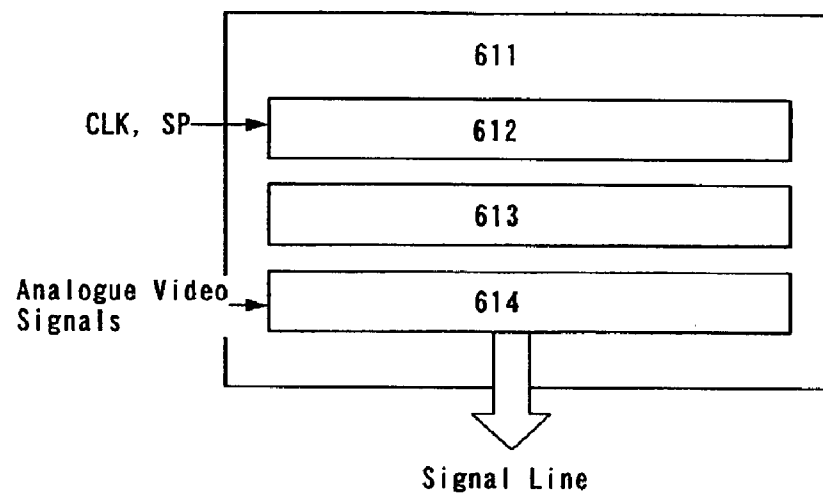 611
CLK, SP
612
613
Analogue Video
Signals
614
Signal Line